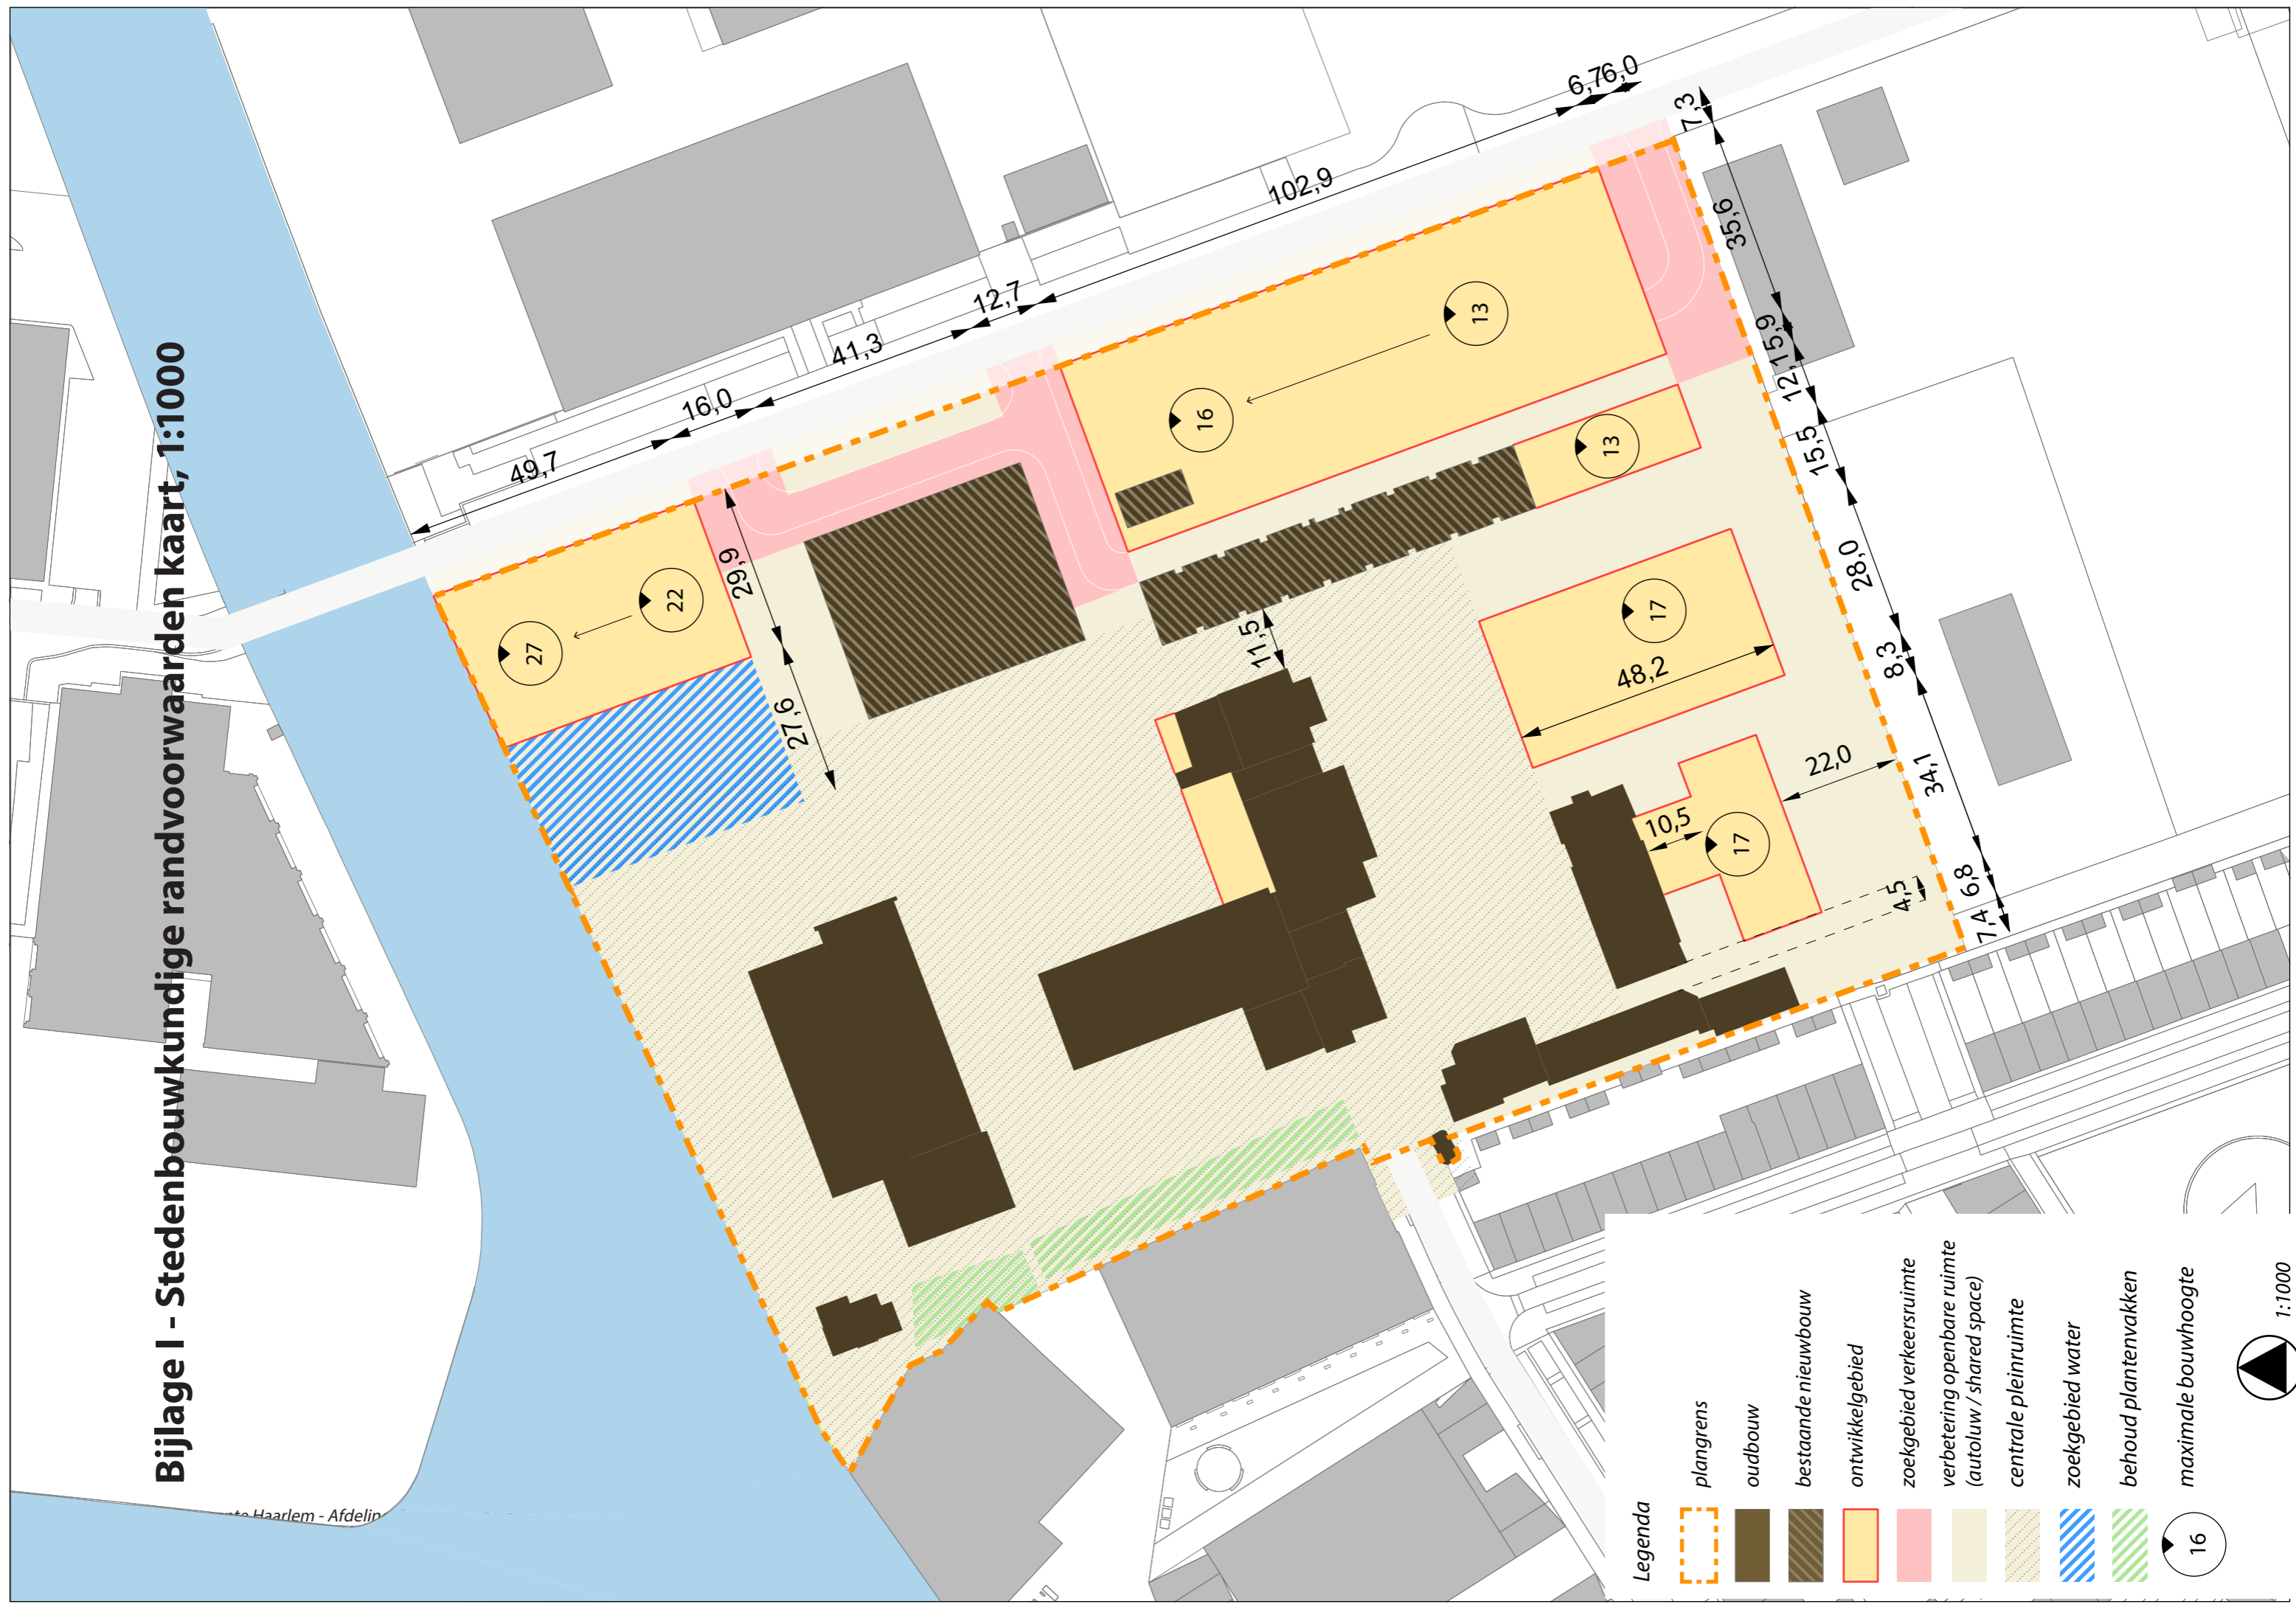 Bijlage I - Stedenbouwkundige randvoorwaarden kaart, 1:1000
te Haarlem - Afdelin
49,7
16,0
41,3
12,7
102,9
6,7
6,0
7,3
35,6
15,9
12,1
15,5
28,0
8,3
34,1
6,8
7,4
4,5
22,0
10,5
48,2
11,5
29,9
27,6
27
22
16
13
13
17
17
Legenda
plangrens
oudbouw
bestaande nieuwbouw
ontwikkelgebied
zoekgebied verkeersruimte
verbetering openbare ruimte
(autoluw / shared space)
centrale pleinruimte
zoekgebied water
behoud plantenvakken
16 maximale bouwhoogte
1:1000